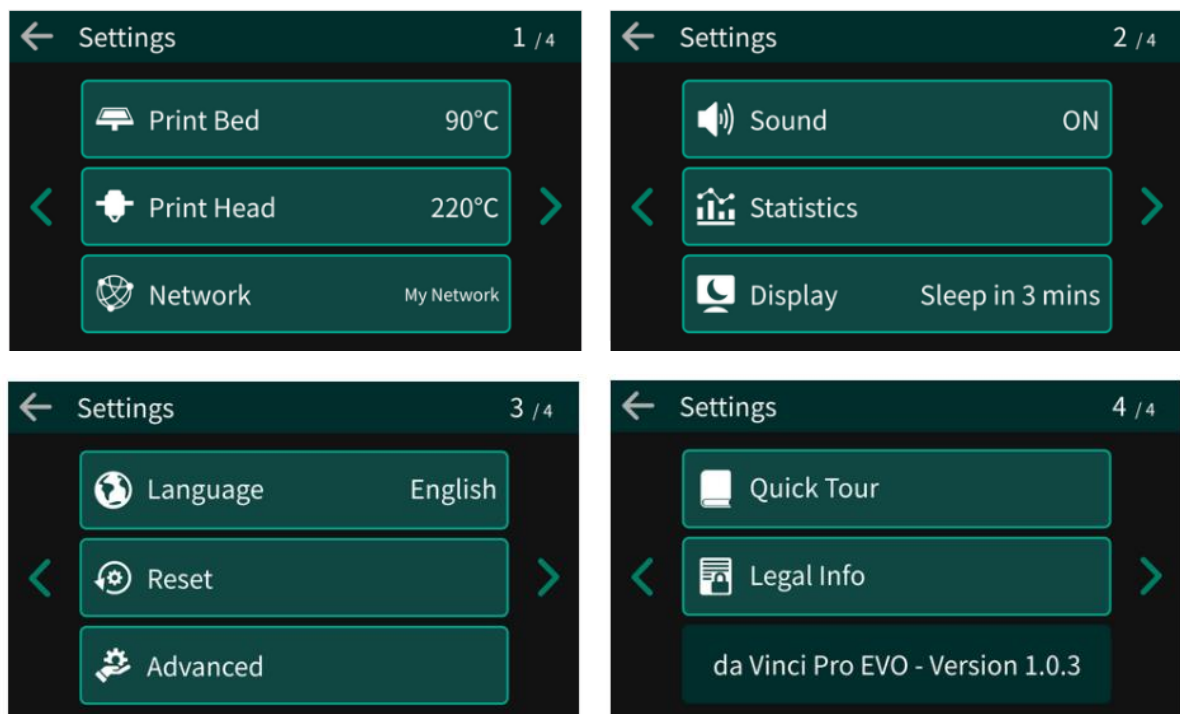 Settings 1 / 4
Print Bed 90°C
Print Head 220°C
Network My Network
Settings 2 / 4
Sound ON
Statistics
Display Sleep in 3 mins
Settings 3 / 4
Language English
Reset
Advanced
Settings 4 / 4
Quick Tour
Legal Info
da Vinci Pro EVO - Version 1.0.3